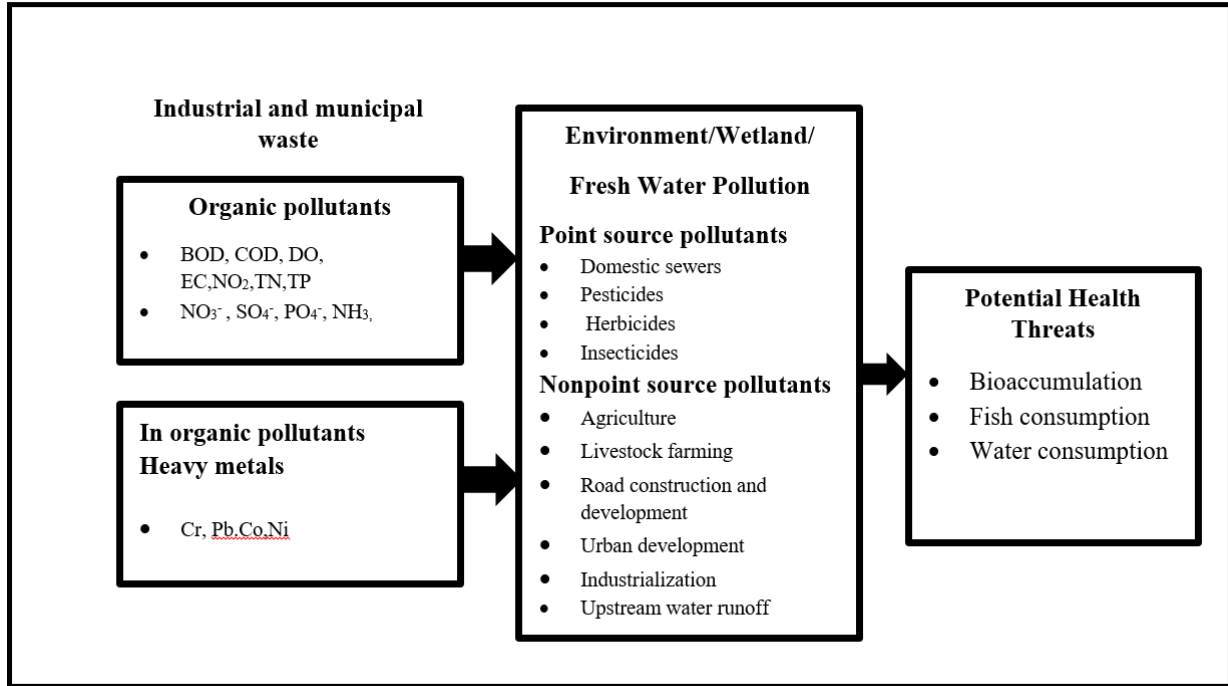 Industrial and municipal
waste
Organic pollutants
• BOD, COD, DO,
EC,NO₂,TN,TP
• NO₃⁻ , SO₄⁻, PO₄⁻, NH₃,
In organic pollutants
Heavy metals
• Cr, Pb.Co,Ni
Environment/Wetland/
Fresh Water Pollution
Point source pollutants
• Domestic sewers
• Pesticides
• Herbicides
• Insecticides
Nonpoint source pollutants
• Agriculture
• Livestock farming
• Road construction and
development
• Urban development
• Industrialization
• Upstream water runoff
Potential Health
Threats
• Bioaccumulation
• Fish consumption
• Water consumption